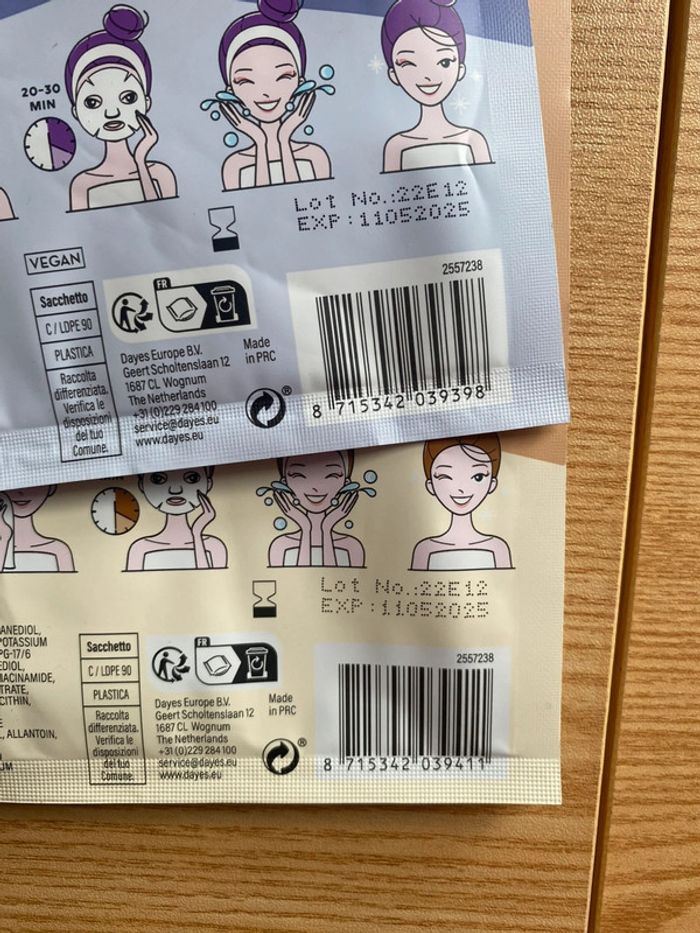 20-30
MIN
Lot No.:22E12
EXP:11052025
VEGAN
Sacchetto
C/LDPE 90
PLASTICA
Raccolta
differenziata.
Verifica le
disposizioni
del tuo
Comune.
FR
Dayes Europe B.V.
Geert Scholtenslaan 12
1687 CL Wognum
The Netherlands
+31(0)229 284 100
service@dayes.eu
www.dayes.eu
Made
in PRC
®
2557238
8 715342 039398
Lot No.:22E12
EXP:11052025
ANEDIOL,
POTASSIUM
PG-17/6
EDIOL,
IACINAMIDE,
TRATE,
CITHIN,
E
, ALLANTOIN,
UM
Sacchetto
C/LDPE 90
PLASTICA
Raccolta
differenziata.
Verifica le
disposizioni
del tuo
Comune.
FR
Dayes Europe B.V.
Geert Scholtenslaan 12
1687 CL Wognum
The Netherlands
+31(0)229 284 100
service@dayes.eu
www.dayes.eu
Made
in PRC
®
2557238
8 715342 039411